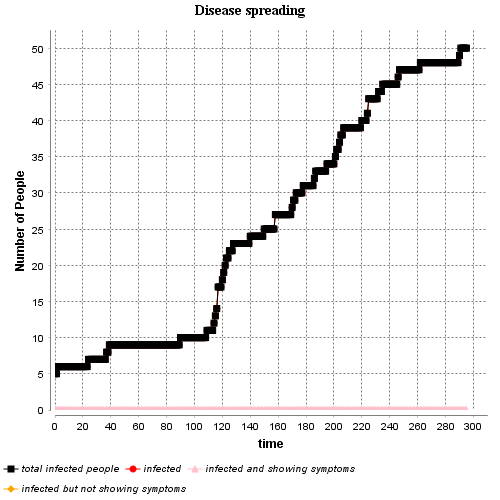 Disease spreading
50
45
40
35
30
25
20
15
10
5
0
Number of People
0 20 40 60 80 100 120 140 160 180 200 220 240 260 280 300
time
total infected people infected infected and showing symptoms
infected but not showing symptoms